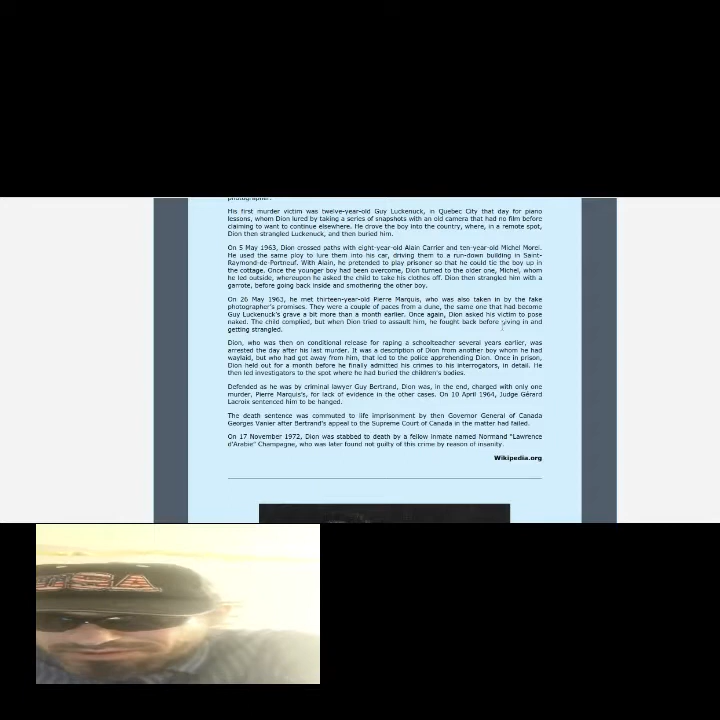 photographer.
His first murder victim was twelve-year-old Guy Luckenuck, in Quebec City that day for piano
lessons, whom Dion lured by taking a series of snapshots with an old camera that had no film before
claiming to want to continue elsewhere. He drove the boy into the country, where, in a remote spot,
Dion then strangled Luckenuck, and then buried him.
On 5 May 1963, Dion crossed paths with eight-year-old Alain Carrier and ten-year-old Michel Morel.
He used the same ploy to lure them into his car, driving them to a run-down building in Saint-
Raymond-de-Portneuf. With Alain, he pretended to play prisoner so that he could tie the boy up in
the cottage. Once the younger boy had been overcome, Dion turned to the older one, Michel, whom
he led outside, whereupon he asked the child to take his clothes off. Dion then strangled him with a
garrote, before going back inside and smothering the other boy.
On 26 May 1963, he met thirteen-year-old Pierre Marquis, who was also taken in by the fake
photographer's promises. They were a couple of paces from a dune, the same one that had become
Guy Luckenuck's grave a bit more than a month earlier. Once again, Dion asked his victim to pose
naked. The child complied, but when Dion tried to assault him, he fought back before giving in and
getting strangled.
Dion, who was then on conditional release for raping a schoolteacher several years earlier, was
arrested the day after his last murder. It was a description of Dion from another boy whom he had
waylaid, but who had got away from him, that led to the police apprehending Dion. Once in prison,
Dion held out for a month before he finally admitted his crimes to his interrogators, in detail. He
then led investigators to the spot where he had buried the children's bodies.
Defended as he was by criminal lawyer Guy Bertrand, Dion was, in the end, charged with only one
murder, Pierre Marquis's, for lack of evidence in the other cases. On 10 April 1964, Judge Gérard
Lacroix sentenced him to be hanged.
The death sentence was commuted to life imprisonment by then Governor General of Canada
Georges Vanier after Bertrand's appeal to the Supreme Court of Canada in the matter had failed.
On 17 November 1972, Dion was stabbed to death by a fellow inmate named Normand "Lawrence
d'Arabie" Champagne, who was later found not guilty of this crime by reason of insanity.
Wikipedia.org
USA